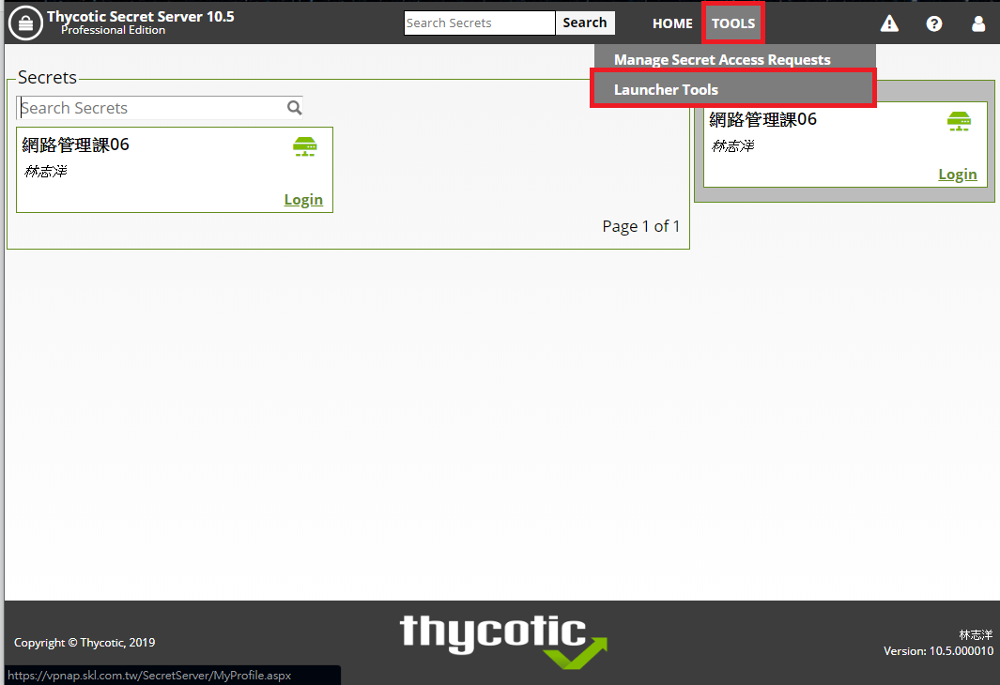 Thycotic Secret Server 10.5
Professional Edition
Search Secrets
Search
HOME
TOOLS
Manage Secret Access Requests
Launcher Tools
Secrets
Search Secrets
網路管理課06
林志洋
Login
Page 1 of 1
網路管理課06
林志洋
Login
Copyright © Thycotic, 2019
thycotic
林志洋
Version: 10.5.000010
https://vpnap.skl.com.tw/SecretServer/MyProfile.aspx